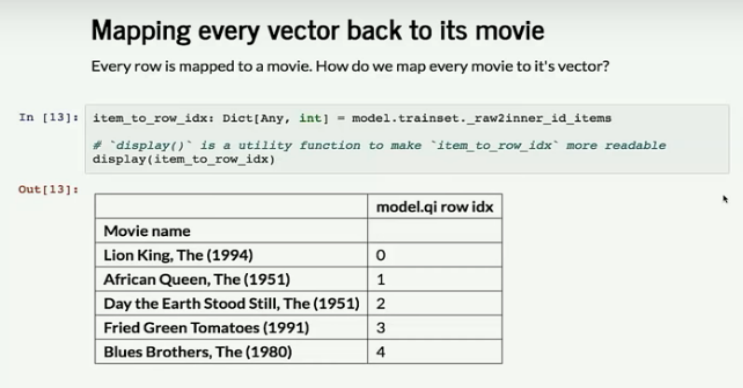 Mapping every vector back to its movie
Every row is mapped to a movie. How do we map every movie to it's vector?
In [13]: item_to_row_idx: Dict[Any, int] = model.trainset._raw2inner_id_items
# `display()` is a utility function to make `item_to_row_idx` more readable
display(item_to_row_idx)
Out[13]:
model.qi row idx
Movie name
Lion King, The (1994) 0
African Queen, The (1951) 1
Day the Earth Stood Still, The (1951) 2
Fried Green Tomatoes (1991) 3
Blues Brothers, The (1980) 4